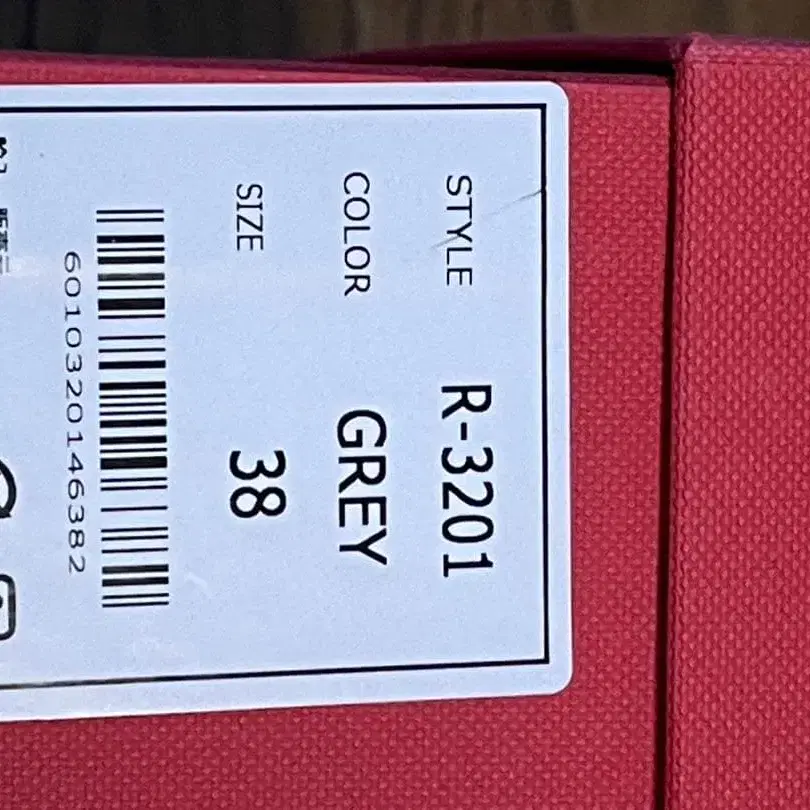 STYLE R-3201
COLOR GREY
SIZE 38
6010320146382